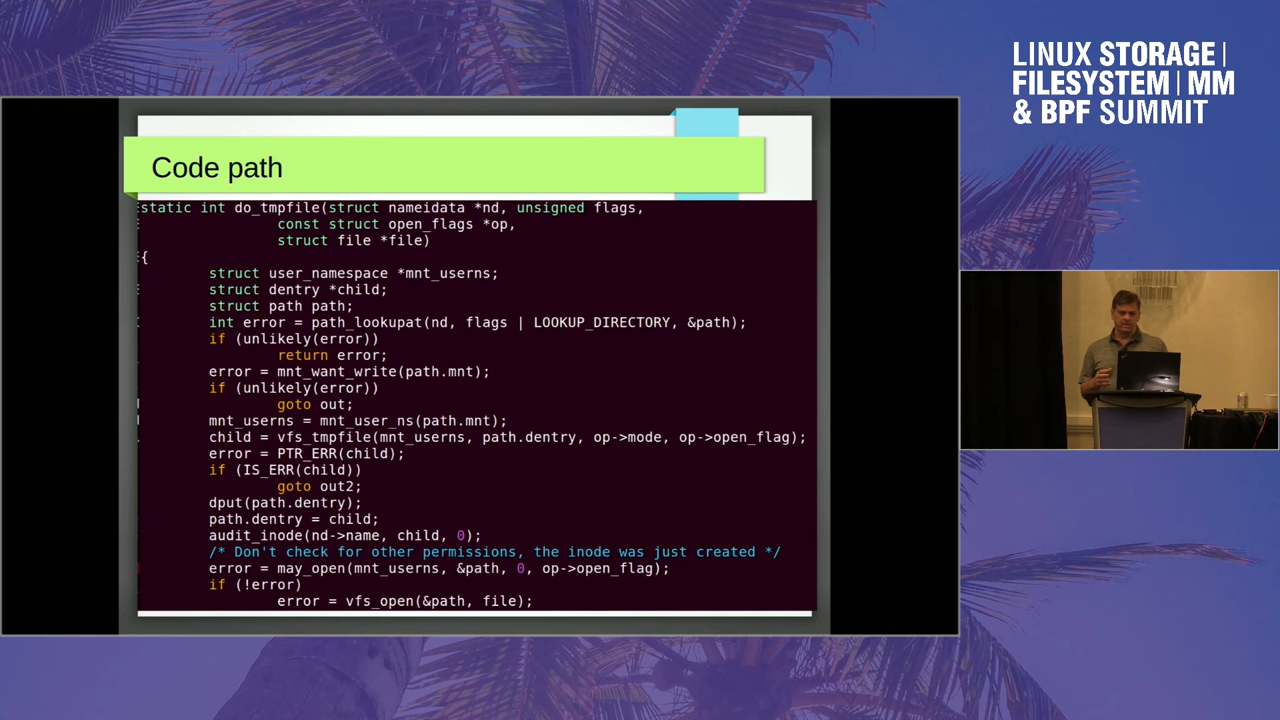 LINUX STORAGE |
FILESYSTEM | MM
& BPF SUMMIT
Code path
static int do_tmpfile(struct nameidata *nd, unsigned flags,
const struct open_flags *op,
struct file *file)
{
struct user_namespace *mnt_userns;
struct dentry *child;
struct path path;
int error = path_lookupat(nd, flags | LOOKUP_DIRECTORY, &path);
if (unlikely(error))
return error;
error = mnt_want_write(path.mnt);
if (unlikely(error))
goto out;
mnt_userns = mnt_user_ns(path.mnt);
child = vfs_tmpfile(mnt_userns, path.dentry, op->mode, op->open_flag);
error = PTR_ERR(child);
if (IS_ERR(child))
goto out2;
dput(path.dentry);
path.dentry = child;
audit_inode(nd->name, child, 0);
/* Don't check for other permissions, the inode was just created */
error = may_open(mnt_userns, &path, 0, op->open_flag);
if (!error)
error = vfs_open(&path, file);